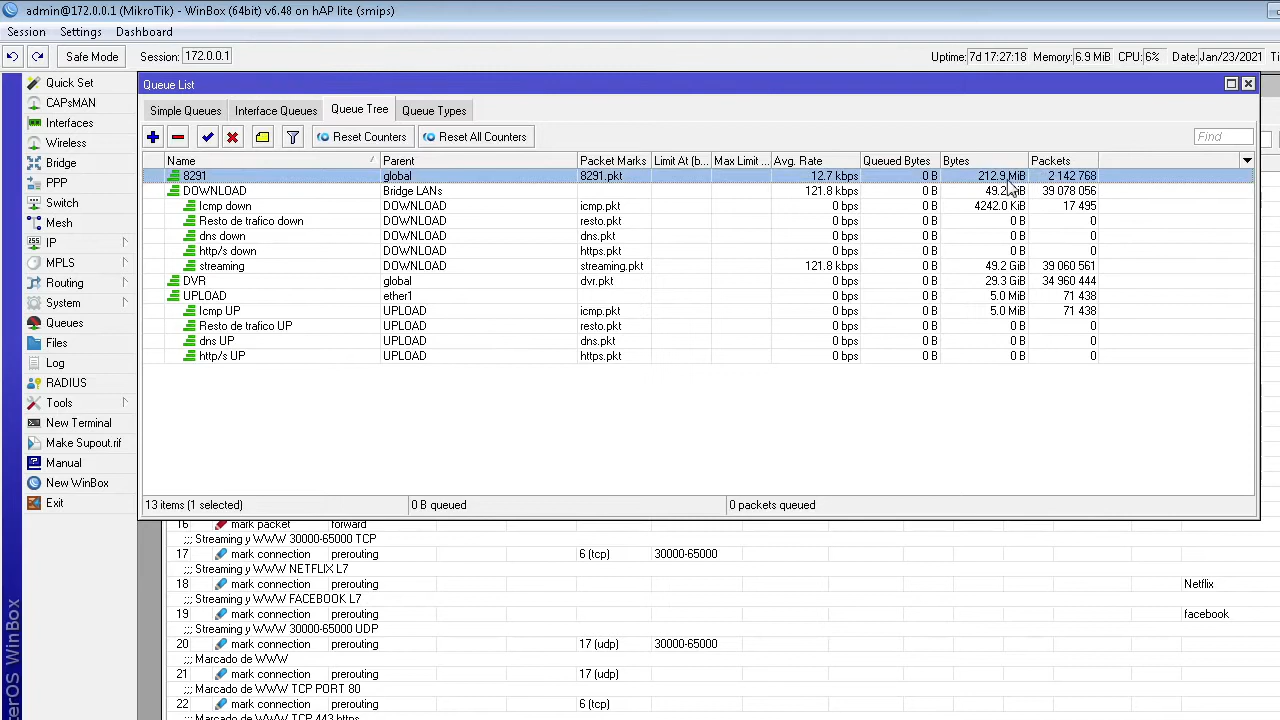 admin@172.0.0.1 (MikroTik) - WinBox (64bit) v6.48 on hAP lite (smips)
Session Settings Dashboard
Safe Mode Session: 172.0.0.1 Uptime: 7d 17:27:18 Memory: 6.9 MiB CPU: 6% Date: Jan/23/2021
Quick Set
CAPsMAN
Interfaces
Wireless
Bridge
PPP
Switch
Mesh
IP
MPLS
Routing
System
Queues
Files
Log
RADIUS
Tools
New Terminal
Make Supout.rif
Manual
New WinBox
Exit
Queue List
Simple Queues Interface Queues Queue Tree Queue Types
Reset Counters Reset All Counters Find
Name Parent Packet Marks Limit At (b... Max Limit ... Avg. Rate Queued Bytes Bytes Packets
8291 global 8291.pkt 12.7 kbps 0 B 212.9 MiB 2 142 768
DOWNLOAD Bridge LANs 121.8 kbps 0 B 49.2 39 078 056
Icmp down DOWNLOAD icmp.pkt 0 bps 0 B 4242.0 KiB 17 495
Resto de trafico down DOWNLOAD resto.pkt 0 bps 0 B 0 B 0
dns down DOWNLOAD dns.pkt 0 bps 0 B 0 B 0
http/s down DOWNLOAD https.pkt 0 bps 0 B 0 B 0
streaming DOWNLOAD streaming.pkt 121.8 kbps 0 B 49.2 GiB 39 060 561
DVR global dvr.pkt 0 bps 0 B 29.3 GiB 34 960 444
UPLOAD ether1 0 bps 0 B 5.0 MiB 71 438
Icmp UP UPLOAD icmp.pkt 0 bps 0 B 5.0 MiB 71 438
Resto de trafico UP UPLOAD resto.pkt 0 bps 0 B 0 B 0
dns UP UPLOAD dns.pkt 0 bps 0 B 0 B 0
http/s UP UPLOAD https.pkt 0 bps 0 B 0 B 0
13 items (1 selected) 0 B queued 0 packets queued
16 mark packet forward
;;; Streaming y WWW 30000-65000 TCP
17 mark connection prerouting 6 (tcp) 30000-65000
;;; Streaming y WWW NETFLIX L7
18 mark connection prerouting Netflix
;;; Streaming y WWW FACEBOOK L7
19 mark connection prerouting facebook
;;; Streaming y WWW 30000-65000 UDP
20 mark connection prerouting 17 (udp) 30000-65000
;;; Marcado de WWW
21 mark connection prerouting 17 (udp)
;;; Marcado de WWW TCP PORT 80
22 mark connection prerouting 6 (tcp)
;;; Marcado de WWW TCP 443 https
terOS WinBox